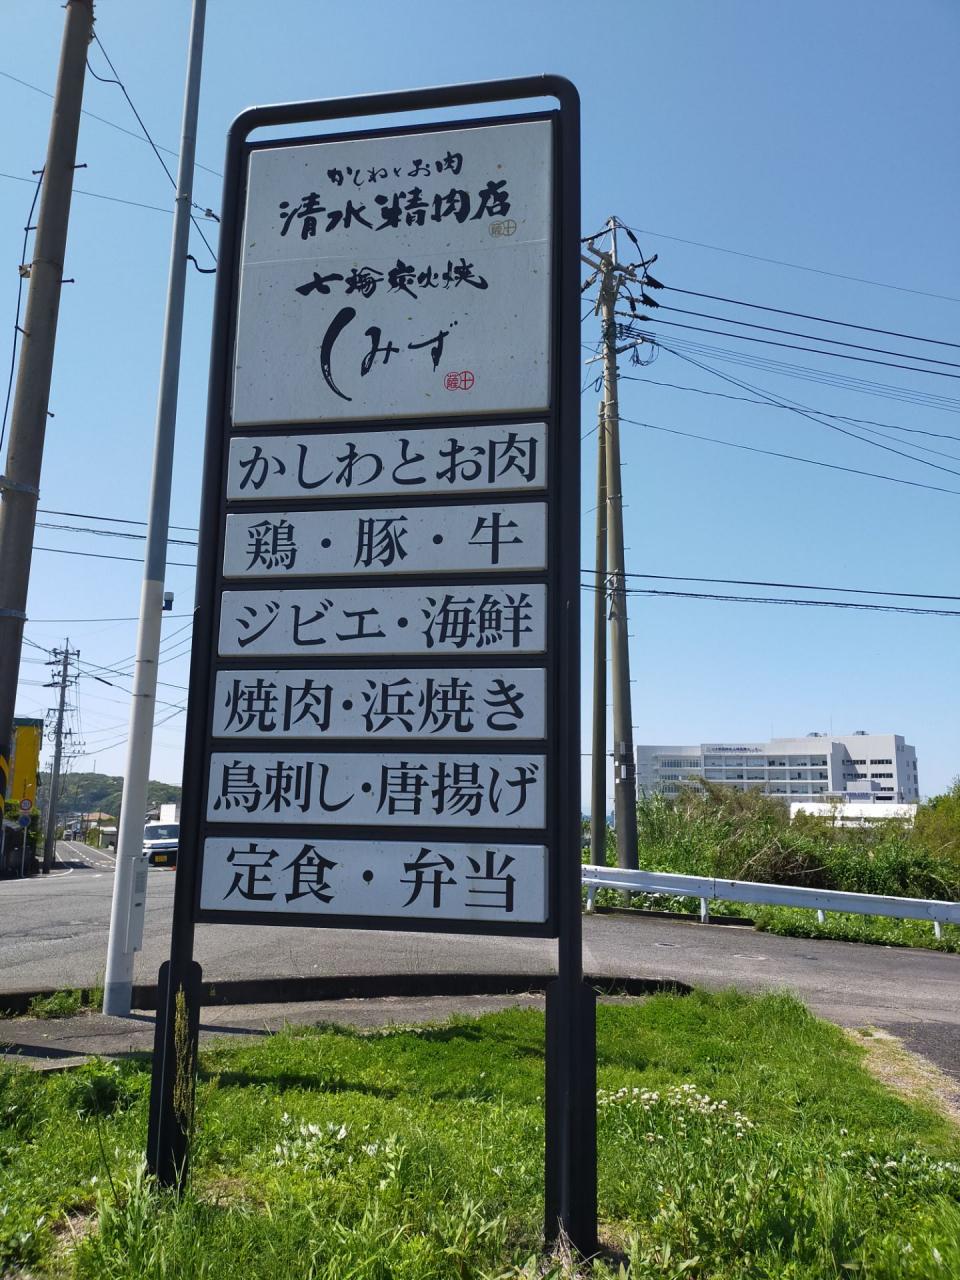 かしわとお肉
清水精肉店
七輪炭火焼
しみず
かしわとお肉
鶏・豚・牛
ジビエ・海鮮
焼肉・浜焼き
鳥刺し・唐揚げ
定食・弁当